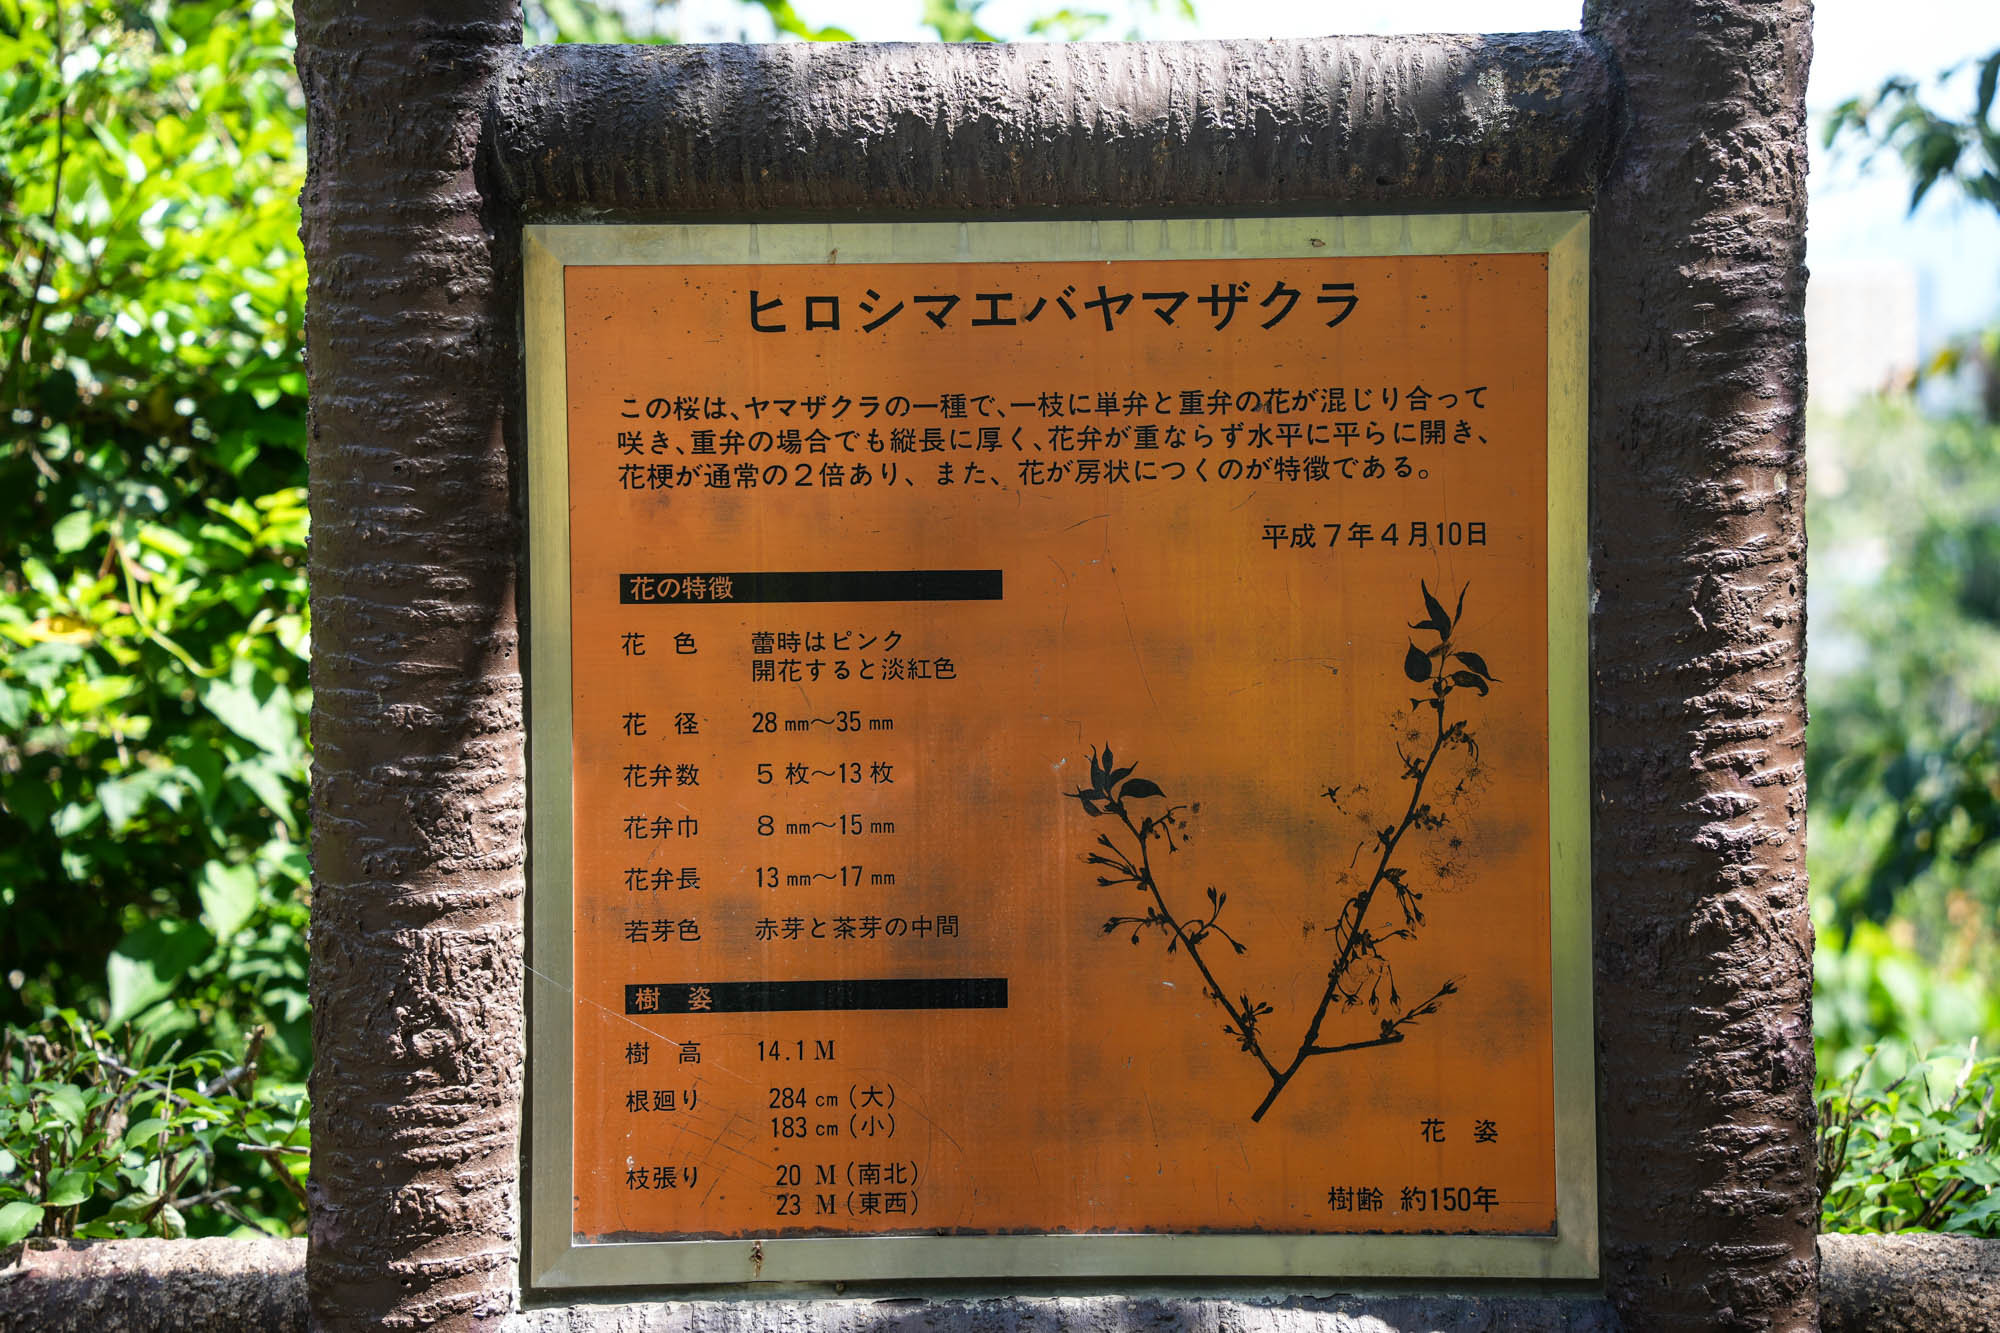 ヒロシマエバヤマザクラ
この桜は、ヤマザクラの一種で、一枝に単弁と重弁の花が混じり合って
咲き、重弁の場合でも縦長に厚く、花弁が重ならず水平に平らに開き、
花梗が通常の2倍あり、また、花が房状につくのが特徴である。
平成7年4月10日
花の特徴
花 色 蕾時はピンク
開花すると淡紅色
花 径 28㎜～35㎜
花弁数 5枚～13枚
花弁巾 8㎜～15㎜
花弁長 13㎜～17㎜
若芽色 赤芽と茶芽の中間
樹 姿
樹 高 14.1M
根廻り 284㎝(大)
183㎝(小)
枝張り 20M(南北)
23M(東西)
花 姿
樹齢 約150年